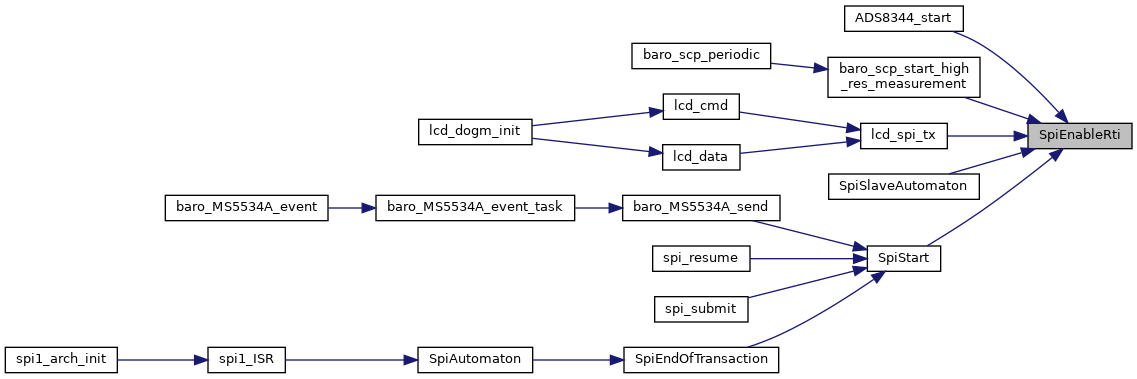 ADS8344_start
baro_scp_periodic
baro_scp_start_high
_res_measurement
lcd_cmd
lcd_dogm_init
lcd_spi_tx
SpiEnableRti
lcd_data
SpiSlaveAutomaton
baro_MS5534A_event
baro_MS5534A_event_task
baro_MS5534A_send
spi_resume
SpiStart
spi_submit
spi1_arch_init
spi1_ISR
SpiAutomaton
SpiEndOfTransaction